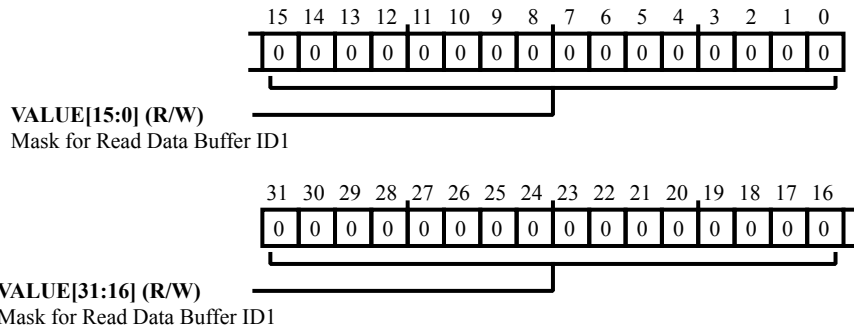 15 14 13 12 11 10 9 8 7 6 5 4 3 2 1 0
0 0 0 0 0 0 0 0 0 0 0 0 0 0 0 0
VALUE[15:0] (R/W)
Mask for Read Data Buffer ID1
31 30 29 28 27 26 25 24 23 22 21 20 19 18 17 16
0 0 0 0 0 0 0 0 0 0 0 0 0 0 0 0
VALUE[31:16] (R/W)
Mask for Read Data Buffer ID1